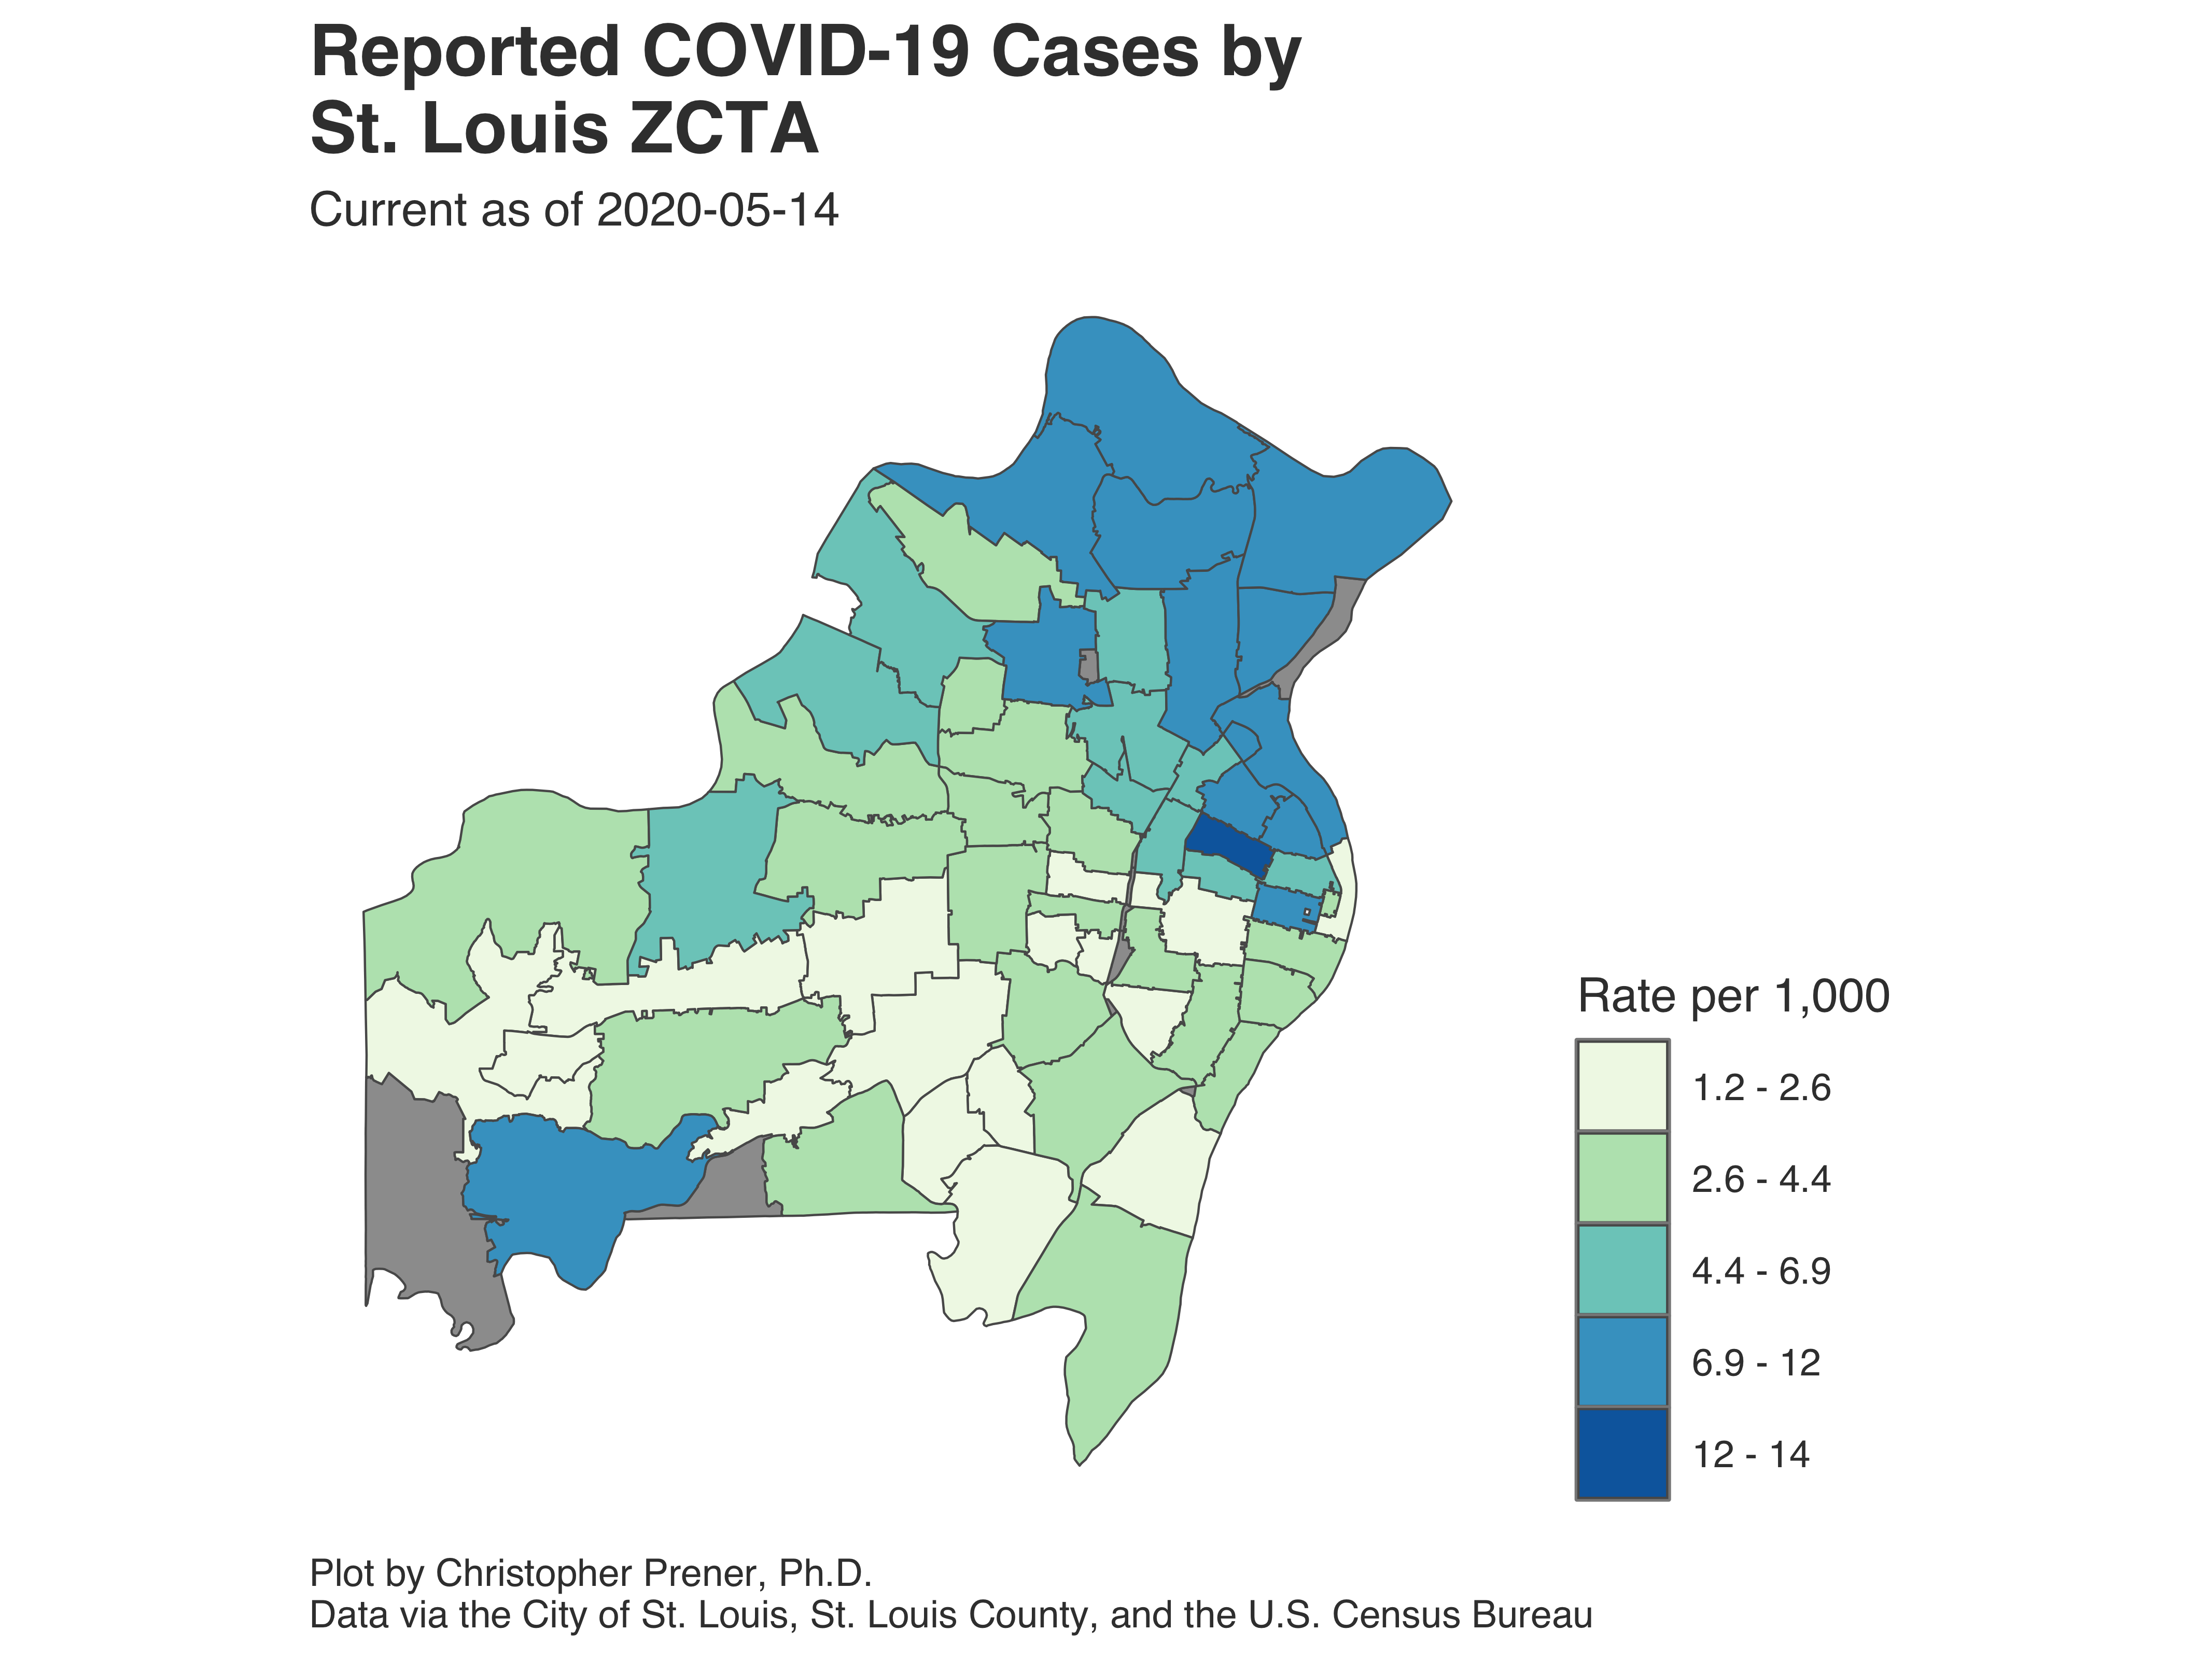 Reported COVID-19 Cases by
St. Louis ZCTA
Current as of 2020-05-14
Rate per 1,000
1.2 - 2.6
2.6 - 4.4
4.4 - 6.9
6.9 - 12
12 - 14
Plot by Christopher Prener, Ph.D.
Data via the City of St. Louis, St. Louis County, and the U.S. Census Bureau